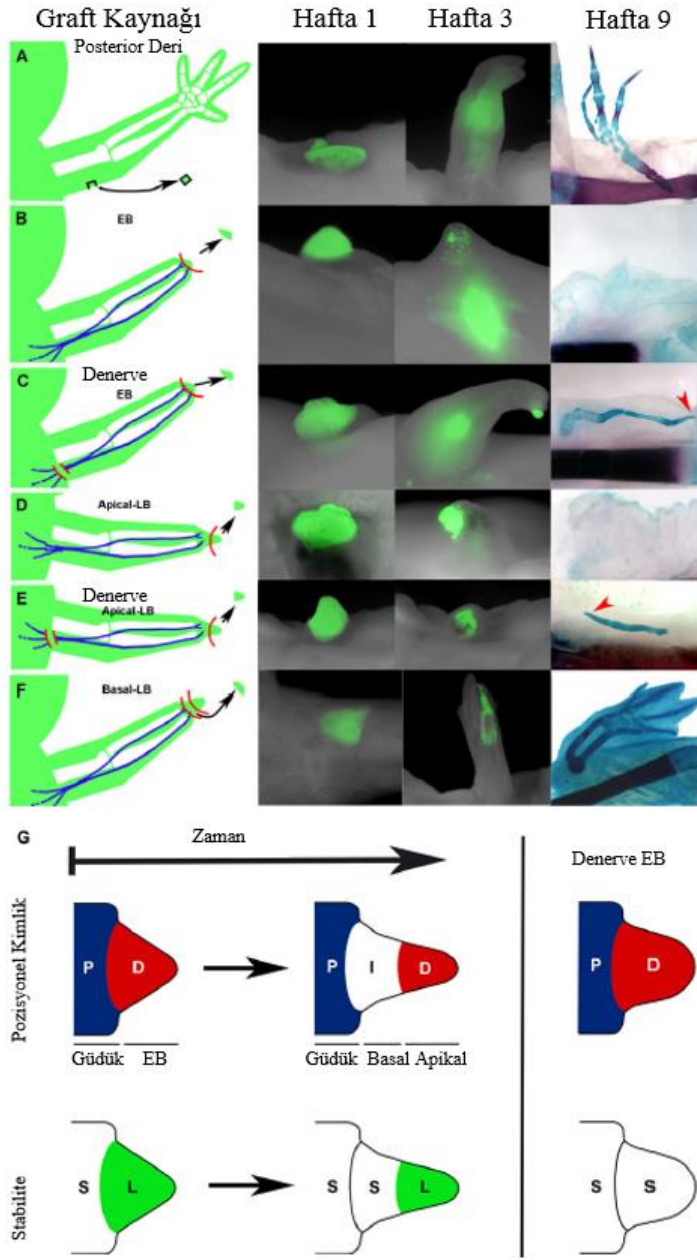 Graft Kaynağı Hafta 1 Hafta 3 Hafta 9
A Posterior Deri
B EB
C Denerve
EB
D Apical-LB
E Denerve
Apical-LB
F Basal-LB
G Zaman
Denerve EB
Pozisyonel Kimlik
P D P I D P D
Güdük EB Güdük Basal Apikal
Stabilite
S L S S L S S